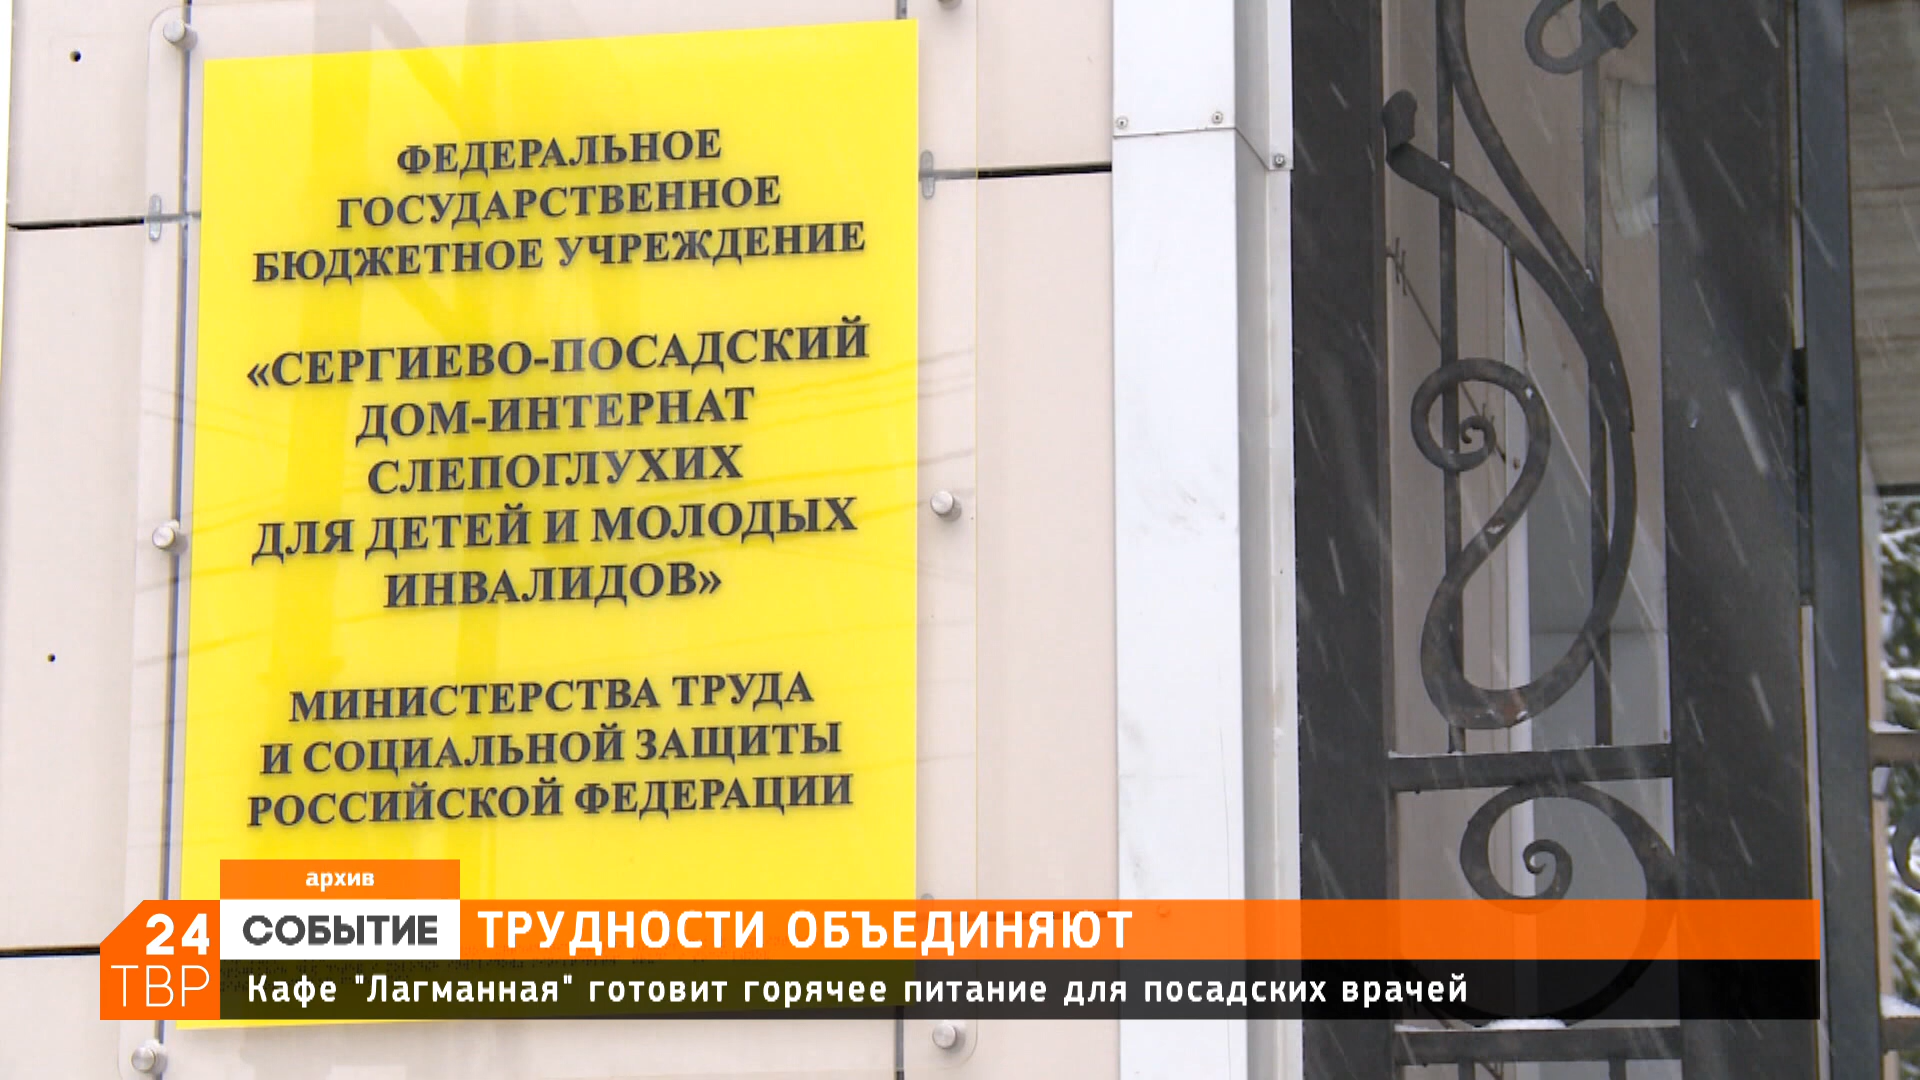 ФЕДЕРАЛЬНОЕ
ГОСУДАРСТВЕННОЕ
БЮДЖЕТНОЕ УЧРЕЖДЕНИЕ
«СЕРГИЕВО-ПОСАДСКИЙ
ДОМ-ИНТЕРНАТ
СЛЕПОГЛУХИХ
ДЛЯ ДЕТЕЙ И МОЛОДЫХ
ИНВАЛИДОВ»
МИНИСТЕРСТВА ТРУДА
И СОЦИАЛЬНОЙ ЗАЩИТЫ
РОССИЙСКОЙ ФЕДЕРАЦИИ
архив
24
ТВР
СОБЫТИЕ
ТРУДНОСТИ ОБЪЕДИНЯЮТ
Кафе "Лагманная" готовит горячее питание для посадских врачей